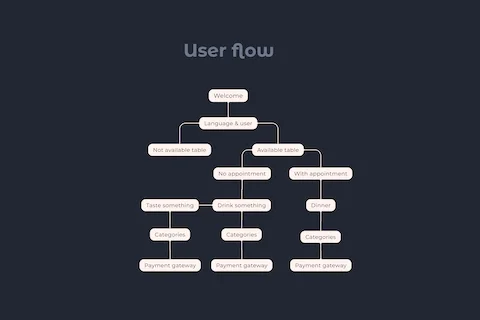 User flow
Welcome
Language & user
Not available table
Available table
No appointment
With appointment
Taste something
Drink something
Dinner
Categories
Categories
Categories
Payment gateway
Payment gateway
Payment gateway